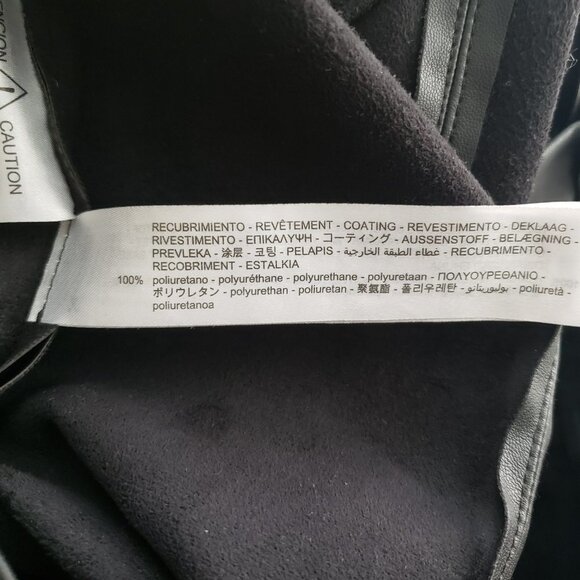 CAUTION
RECUBRIMIENTO - REVÊTEMENT - COATING - REVESTIMENTO - DEKLAAG -
RIVESTIMENTO - ΕΠΙΚΑΛΥΨΗ - コーティング - AUSSENSTOFF - BELÆGNING -
PREVLEKA - 涂层 - 코팅 - PELAPIS - غطاء الطبقة الخارجية - RECUBRIMENTO -
RECOBRIMENT - ESTALKIA
100% poliuretano - polyuréthane - polyurethane - polyuretaan - ΠΟΛΥΟΥΡΕΘΑΝΙΟ -
ポリウレタン - polyurethan - poliuretan - 聚氨酯 - 폴리우레탄 - بوليوريتانو - poliuretà -
poliuretanoa